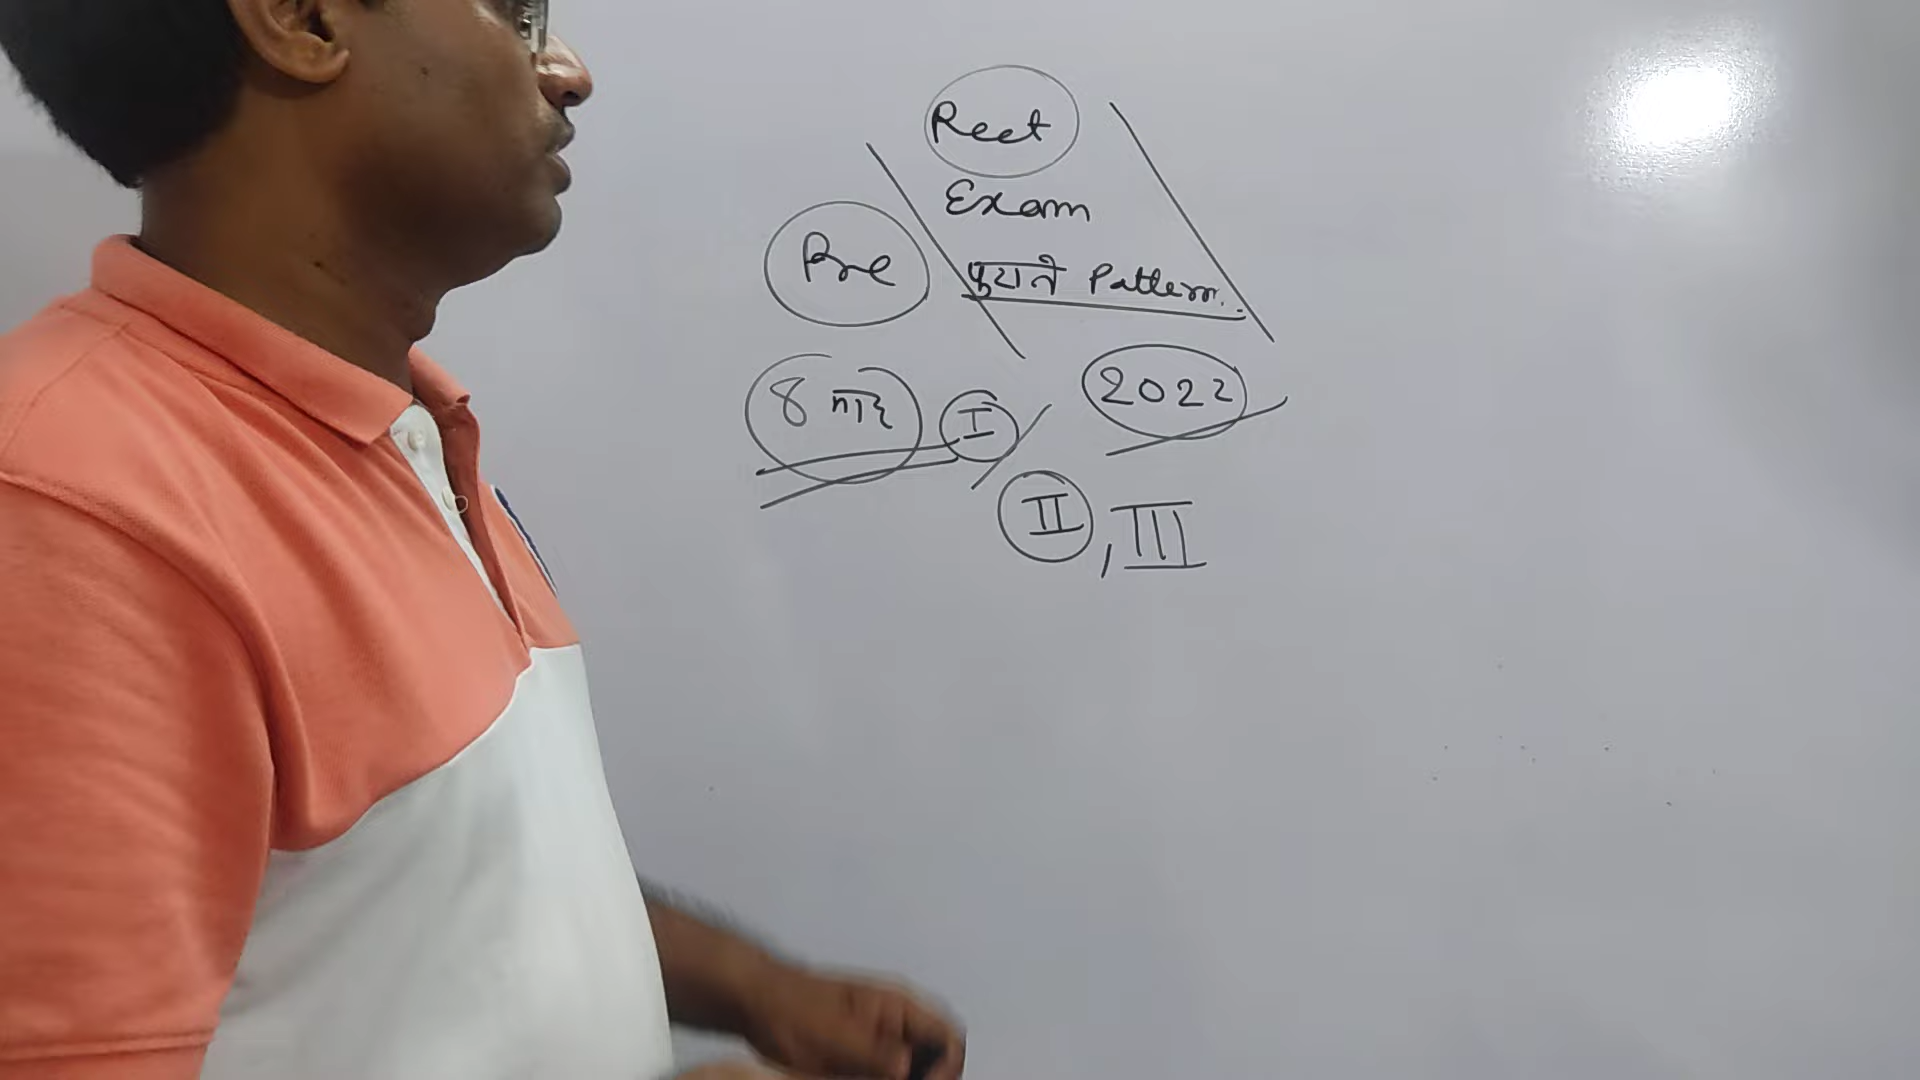 Reet
Exam
Pre
पुराने Pattern.
8 मार्च I 2022
II, III